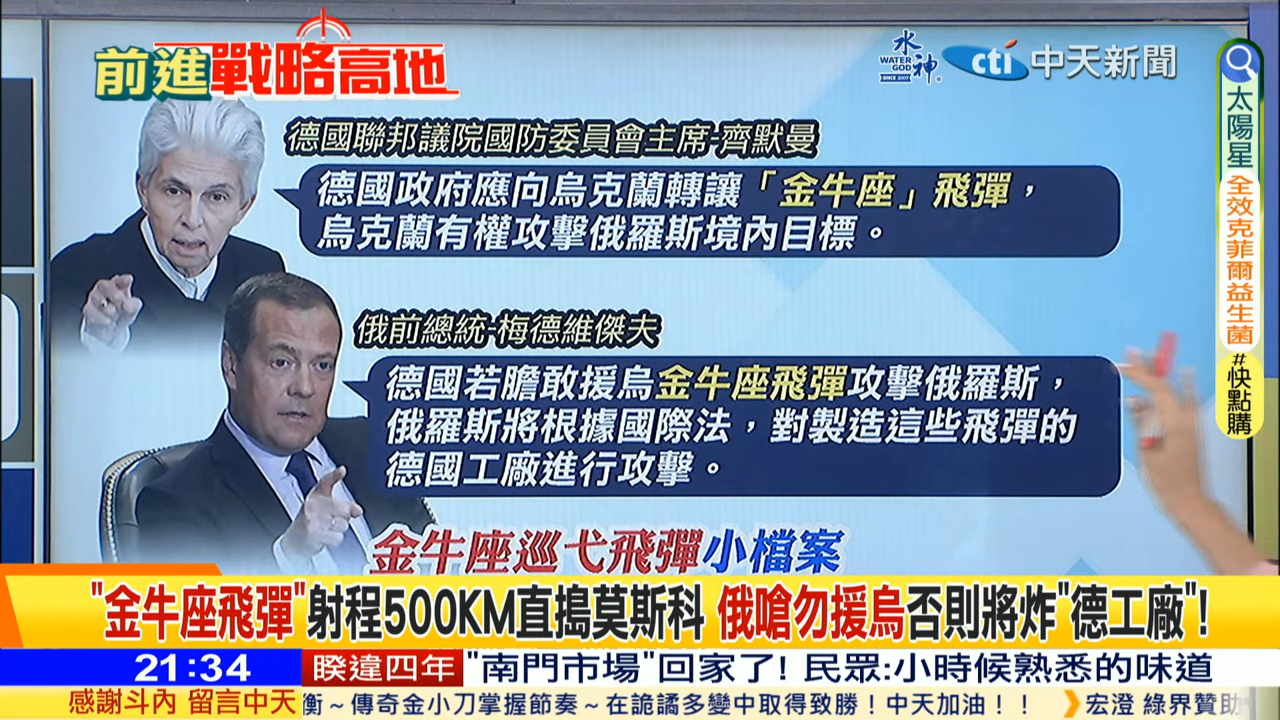 前進戰略高地
水神
WATER GOD
SINCE 2007
cti 中天新聞
德國聯邦議院國防委員會主席-齊默曼
德國政府應向烏克蘭轉讓「金牛座」飛彈，
烏克蘭有權攻擊俄羅斯境內目標。
俄前總統-梅德維傑夫
德國若膽敢援烏金牛座飛彈攻擊俄羅斯，
俄羅斯將根據國際法，對製造這些飛彈的
德國工廠進行攻擊。
金牛座巡弋飛彈小檔案
太陽星
全效克菲爾益生菌
#快點購
"金牛座飛彈"射程500KM直搗莫斯科 俄嗆勿援烏否則將炸"德工廠"!
21:34 睽違四年 "南門市場"回家了! 民眾:小時候熟悉的味道
感謝斗內 留言中天 衡～傳奇金小刀掌握節奏～在詭譎多變中取得致勝！中天加油！！ 宏澄 綠界贊助